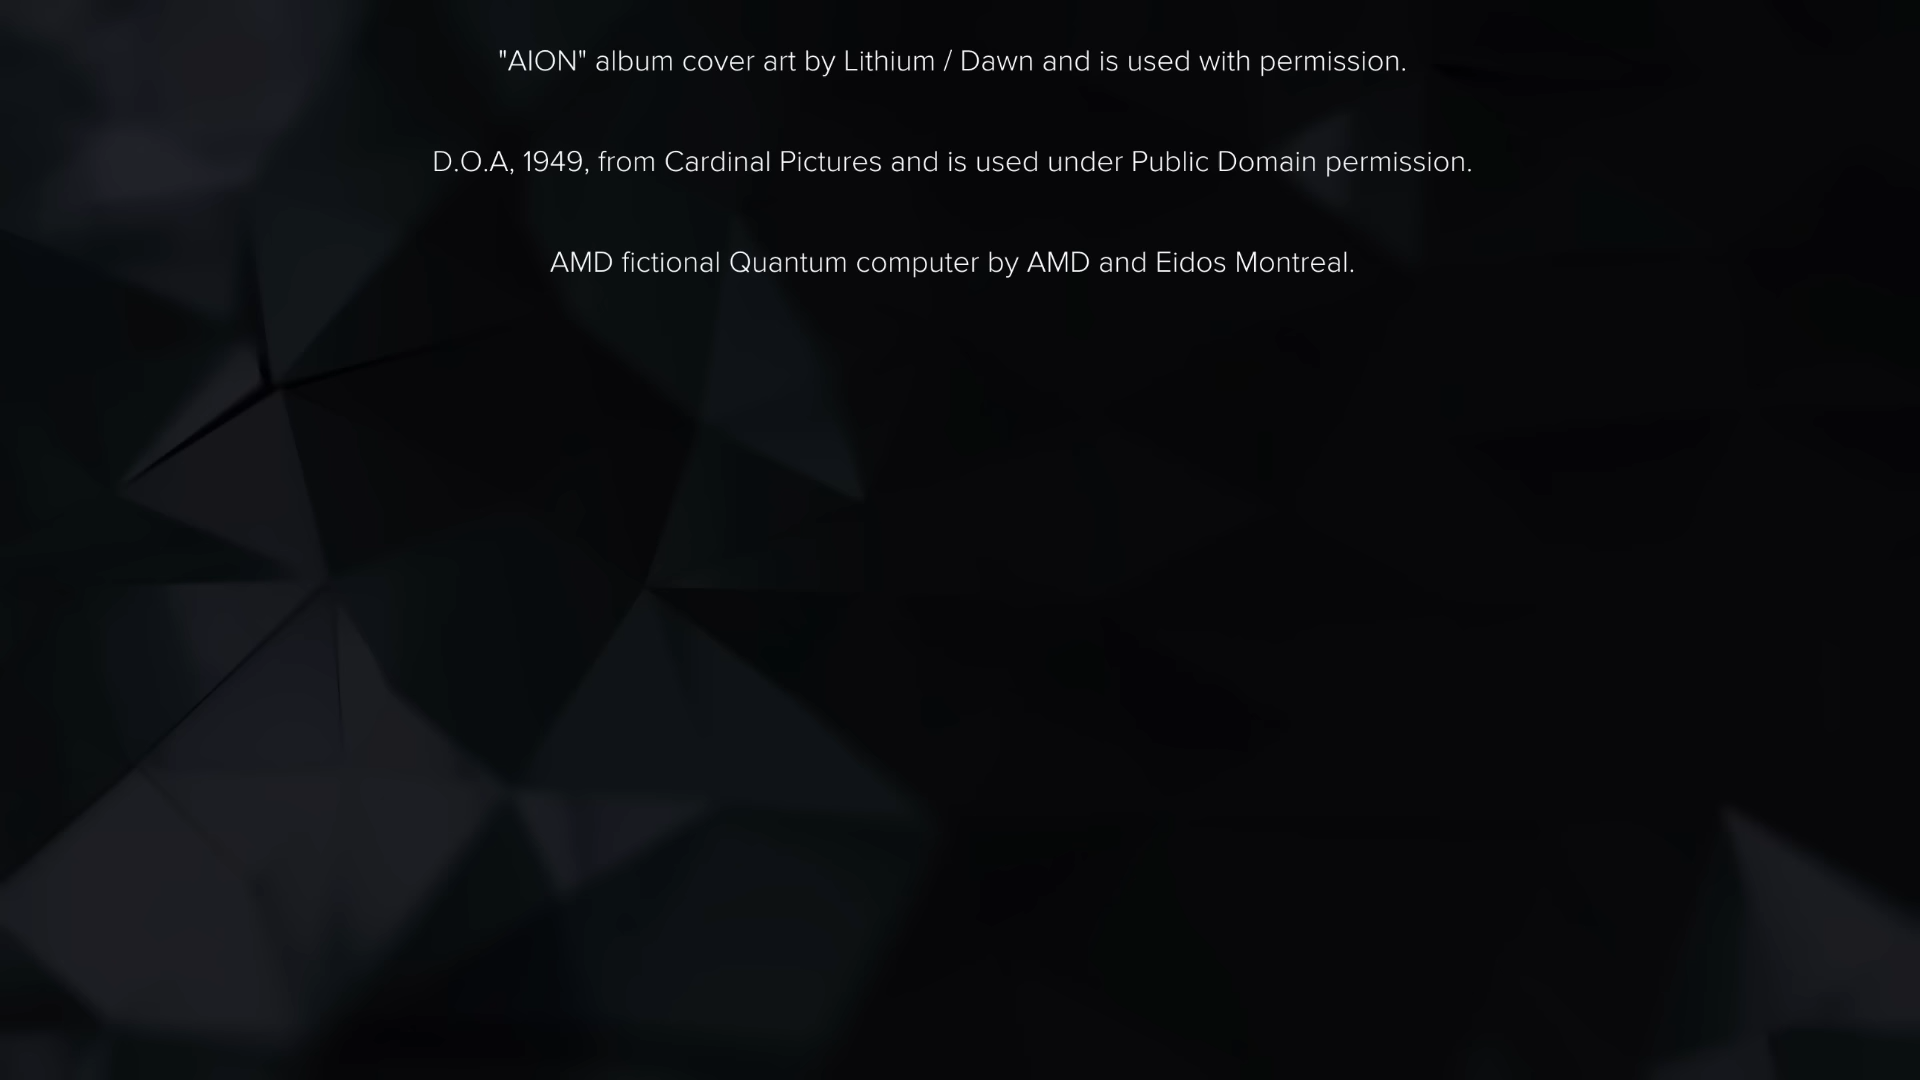 "AION" album cover art by Lithium / Dawn and is used with permission.
D.O.A, 1949, from Cardinal Pictures and is used under Public Domain permission.
AMD fictional Quantum computer by AMD and Eidos Montreal.